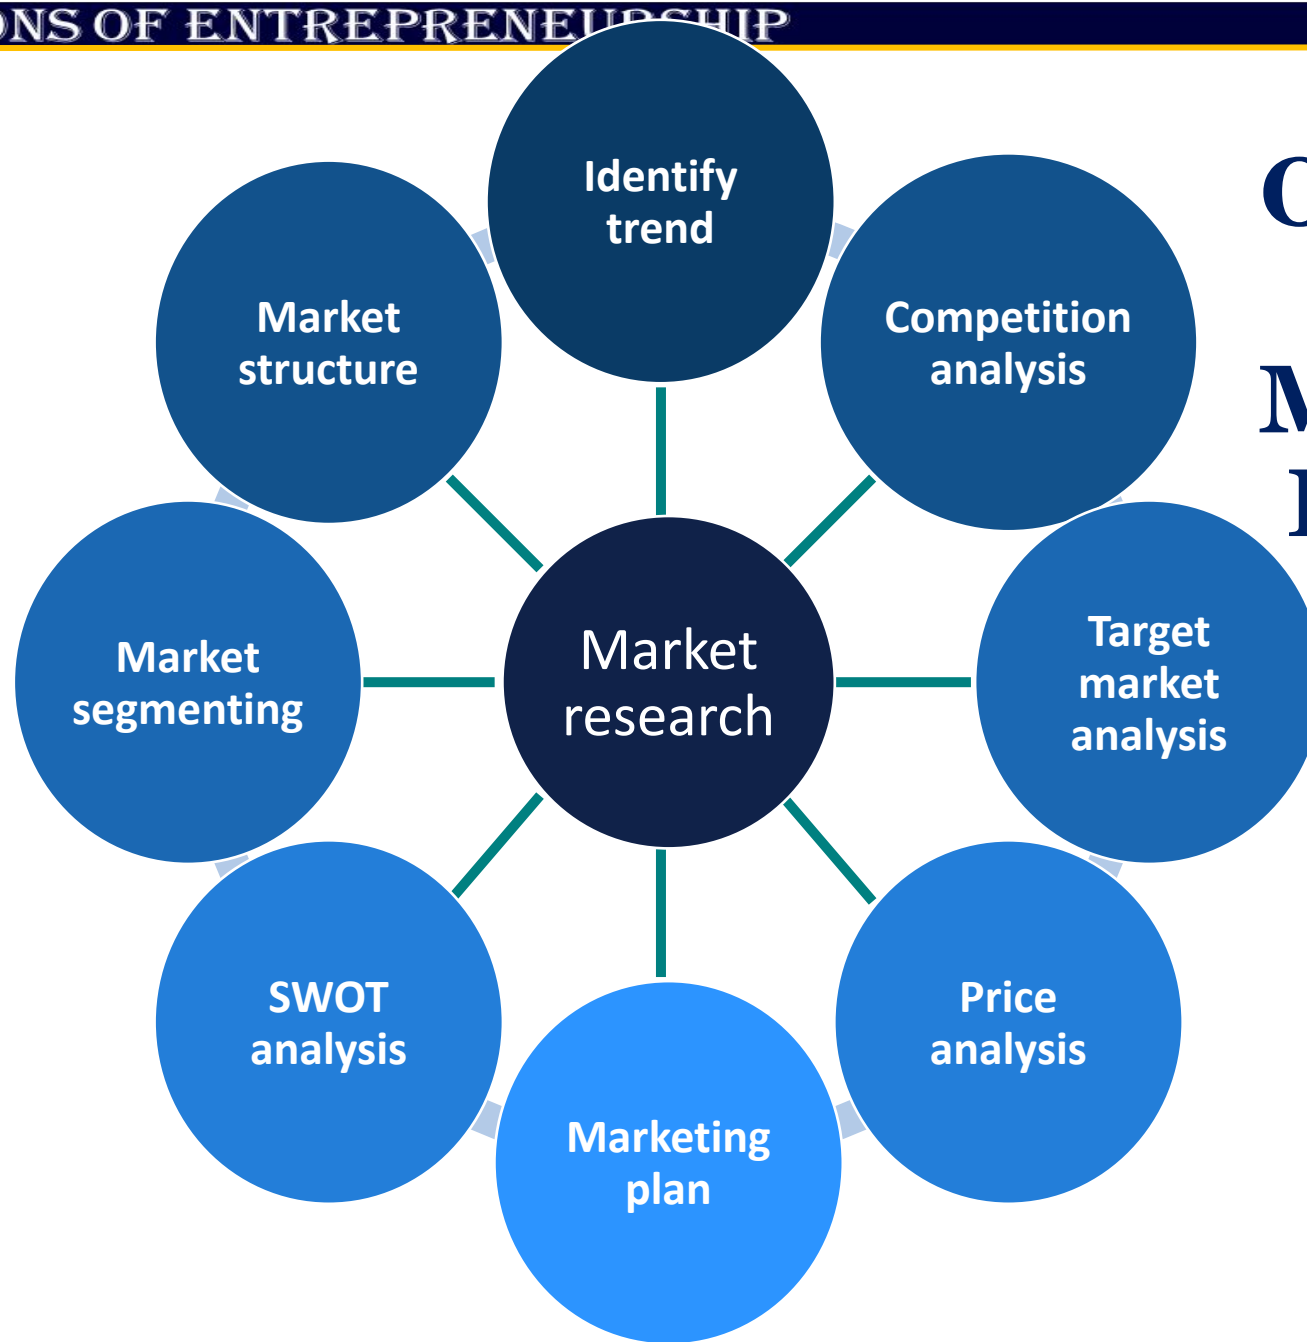 OF ENTREPRENEURSHIP
Identify
trend
Competition
analysis
Target
market
analysis
Price
analysis
Marketing
plan
SWOT
analysis
Market
segmenting
Market
structure
Market
research